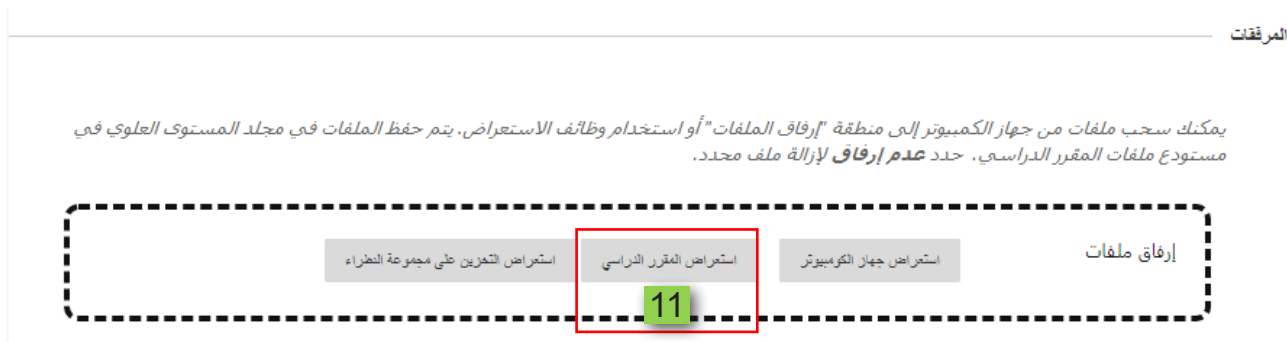 المرفقات
يمكنك سحب ملفات من جهاز الكمبيوتر إلى منطقة "إرفاق الملفات" أو استخدام وظائف الاستعراض. يتم حفظ الملفات في مجلد المستوى العلوي في
مستودع ملفات المقرر الدراسي. حدد عدم إرفاق لإزالة ملف محدد.
إرفاق ملفات
استعراض جهاز الكومبيوتر
استعراض المقرر الدراسي
استعراض التخزين على مجموعة النظراء
11